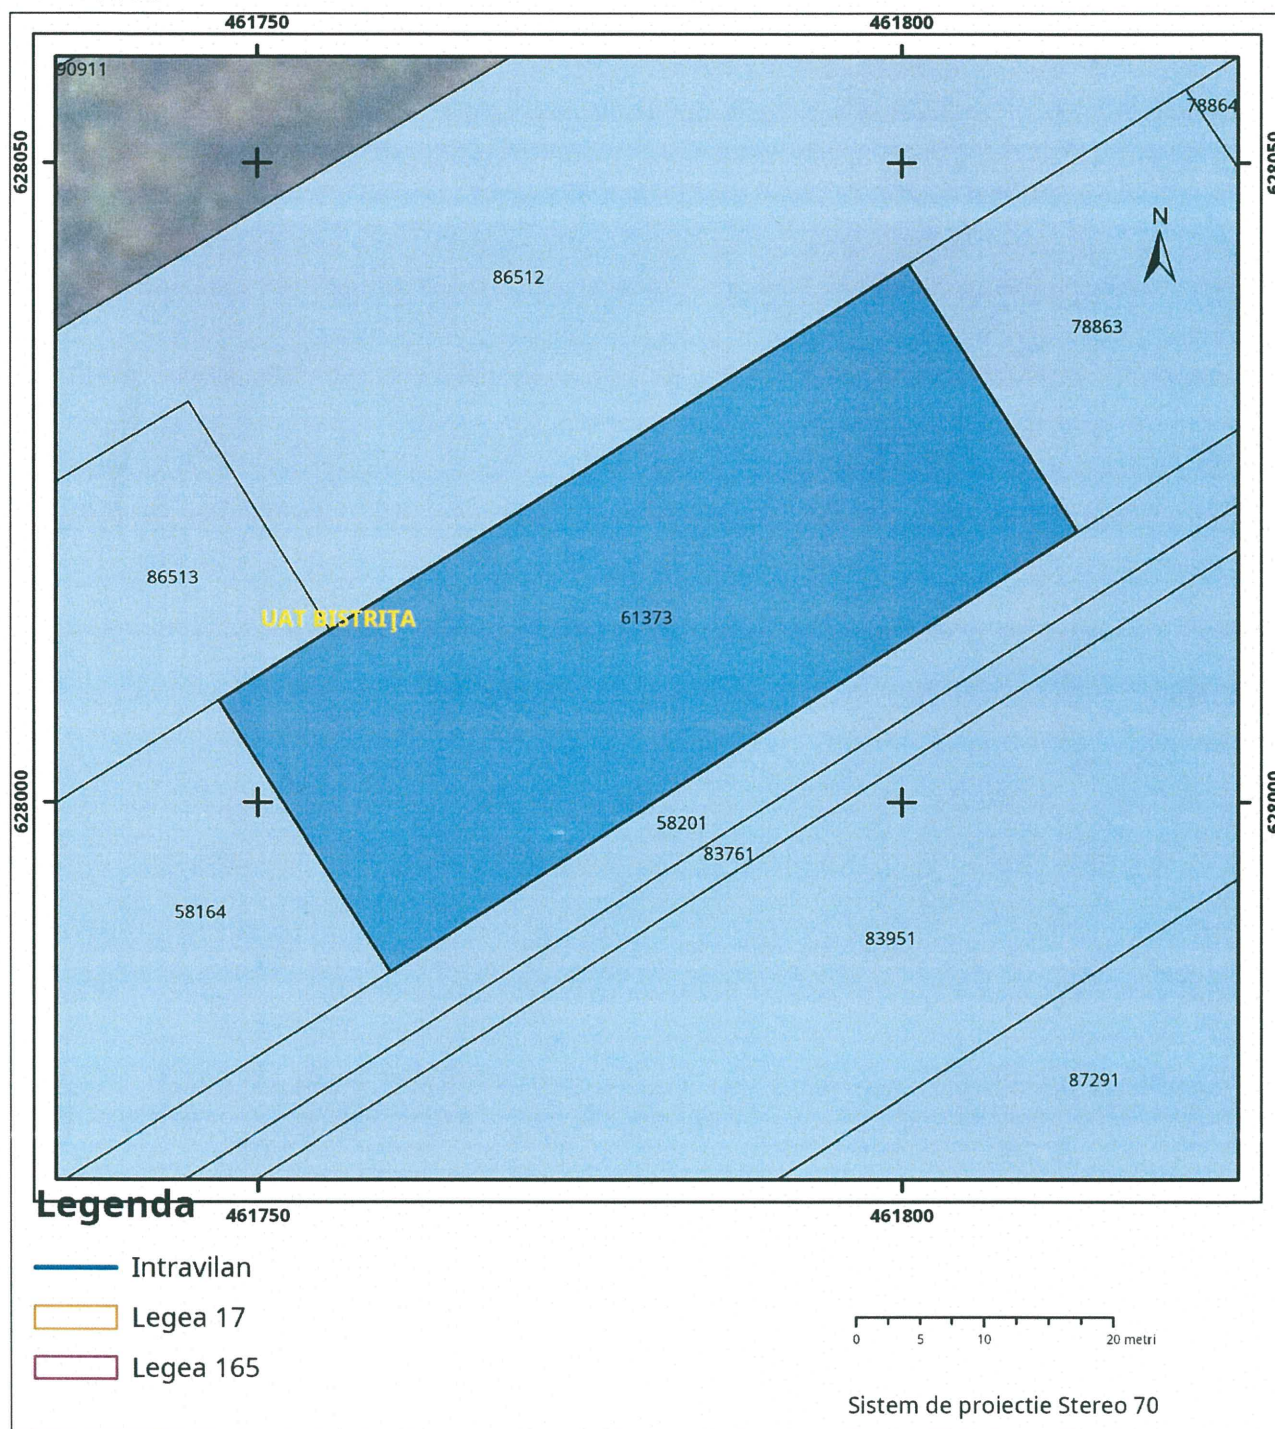 461750
461800
90911
78864
628050
628050
N
86512
78863
86513
UAT BISTRIŢA
61373
628000
628000
58201
83761
58164
83951
87291
Legenda
461750
461800
Intravilan
Legea 17
Legea 165
0 5 10 20 metri
Sistem de proiectie Stereo 70